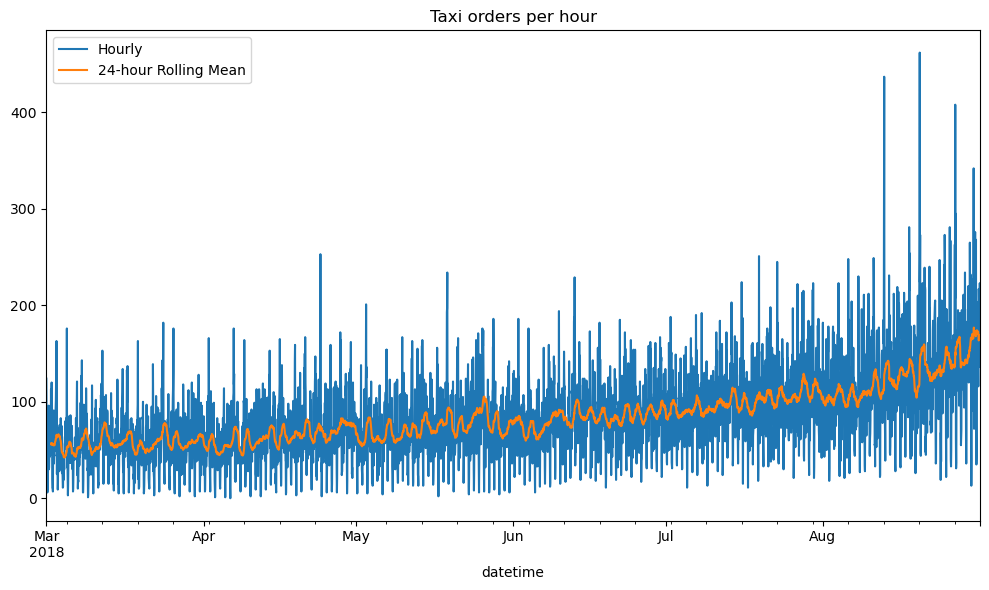 Taxi orders per hour
Hourly
24-hour Rolling Mean
400
300
200
100
0
Mar Apr May Jun Jul Aug
2018
datetime